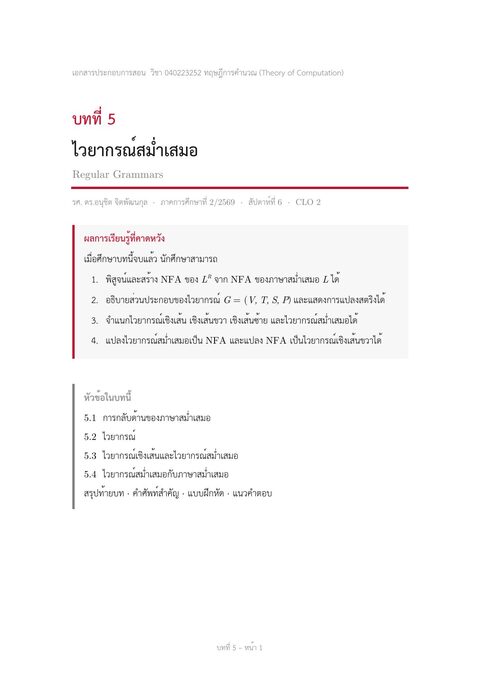 เอกสารประกอบการสอน วิชา 040223252 ทฤษฎีการคำนวณ (Theory of Computation)
บทที่ 5
ไวยากรณ์สม่ำเสมอ
Regular Grammars
รศ. ดร.อนุชิต จิตพัฒนกุล · ภาคการศึกษาที่ 2/2569 · สัปดาห์ที่ 6 · CLO 2
ผลการเรียนรู้ที่คาดหวัง
เมื่อศึกษาบทนี้จบแล้ว นักศึกษาสามารถ
1. พิสูจน์และสร้าง NFA ของ Lᴿ จาก NFA ของภาษาสม่ำเสมอ L ได้
2. อธิบายส่วนประกอบของไวยากรณ์ G = (V, T, S, P) และแสดงการแปลงสตริงได้
3. จำแนกไวยากรณ์เชิงเส้น เชิงเส้นขวา เชิงเส้นซ้าย และไวยากรณ์สม่ำเสมอได้
4. แปลงไวยากรณ์สม่ำเสมอเป็น NFA และแปลง NFA เป็นไวยากรณ์เชิงเส้นขวาได้
หัวข้อในบทนี้
5.1 การกลับด้านของภาษาสม่ำเสมอ
5.2 ไวยากรณ์
5.3 ไวยากรณ์เชิงเส้นและไวยากรณ์สม่ำเสมอ
5.4 ไวยากรณ์สม่ำเสมอกับภาษาสม่ำเสมอ
สรุปท้ายบท · คำศัพท์สำคัญ · แบบฝึกหัด · แนวคำตอบ
บทที่ 5 – หน้า 1